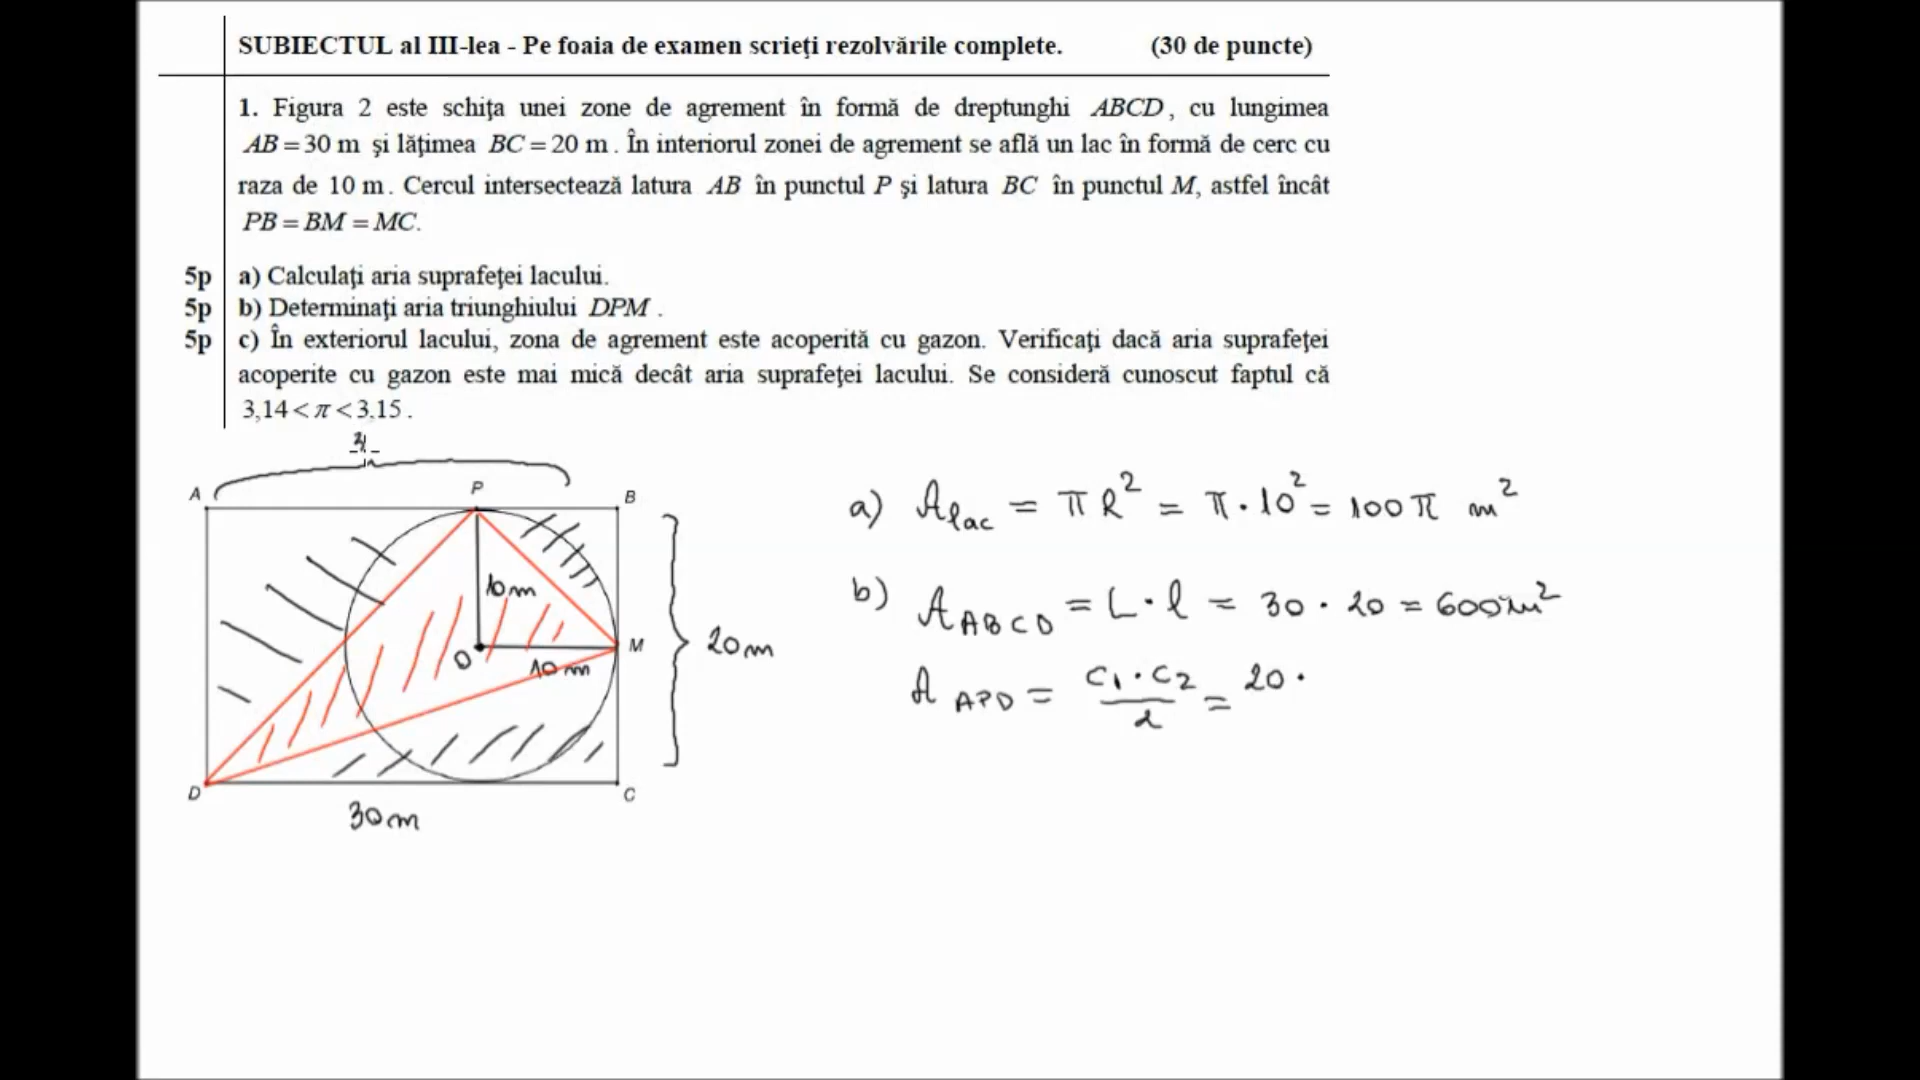 SUBIECTUL al III-lea - Pe foaia de examen scrieţi rezolvările complete. (30 de puncte)
1. Figura 2 este schiţa unei zone de agrement în formă de dreptunghi ABCD, cu lungimea
AB = 30 m şi lăţimea BC = 20 m. În interiorul zonei de agrement se află un lac în formă de cerc cu
raza de 10 m. Cercul intersectează latura AB în punctul P şi latura BC în punctul M, astfel încât
PB = BM = MC.
5p a) Calculaţi aria suprafeţei lacului.
5p b) Determinaţi aria triunghiului DPM .
5p c) În exteriorul lacului, zona de agrement este acoperită cu gazon. Verificaţi dacă aria suprafeţei
acoperite cu gazon este mai mică decât aria suprafeţei lacului. Se consideră cunoscut faptul că
3,14 < π < 3,15 .
A P B
10m
O 10 m M
20m
D C
30m
a) A lac = π R² = π · 10² = 100 π m²
b) A ABCD = L · l = 30 · 20 = 600 m²
A APD = c₁ · c₂ / 2 = 20 ·